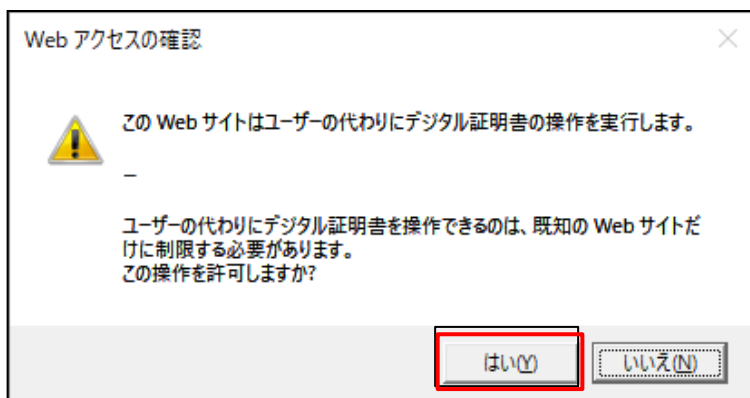 Web アクセスの確認
この Web サイトはユーザーの代わりにデジタル証明書の操作を実行します。
–
ユーザーの代わりにデジタル証明書を操作できるのは、既知の Web サイトだ
けに制限する必要があります。
この操作を許可しますか?
はい(Y)
いいえ(N)